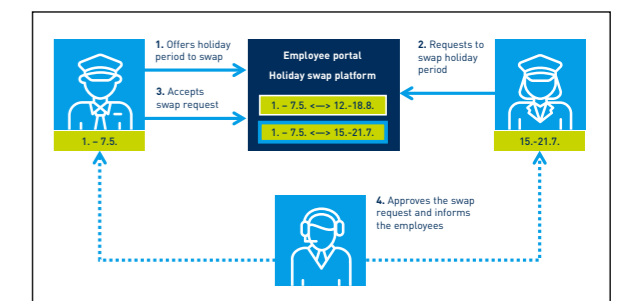 1. Offers holiday
period to swap
3. Accepts
swap request
1. – 7.5.
Employee portal
Holiday swap platform
1. – 7.5. <—> 12.-18.8.
1. – 7.5. <—> 15.-21.7.
2. Requests to
swap holiday
period
15.-21.7.
4. Approves the swap
request and informs
the employees